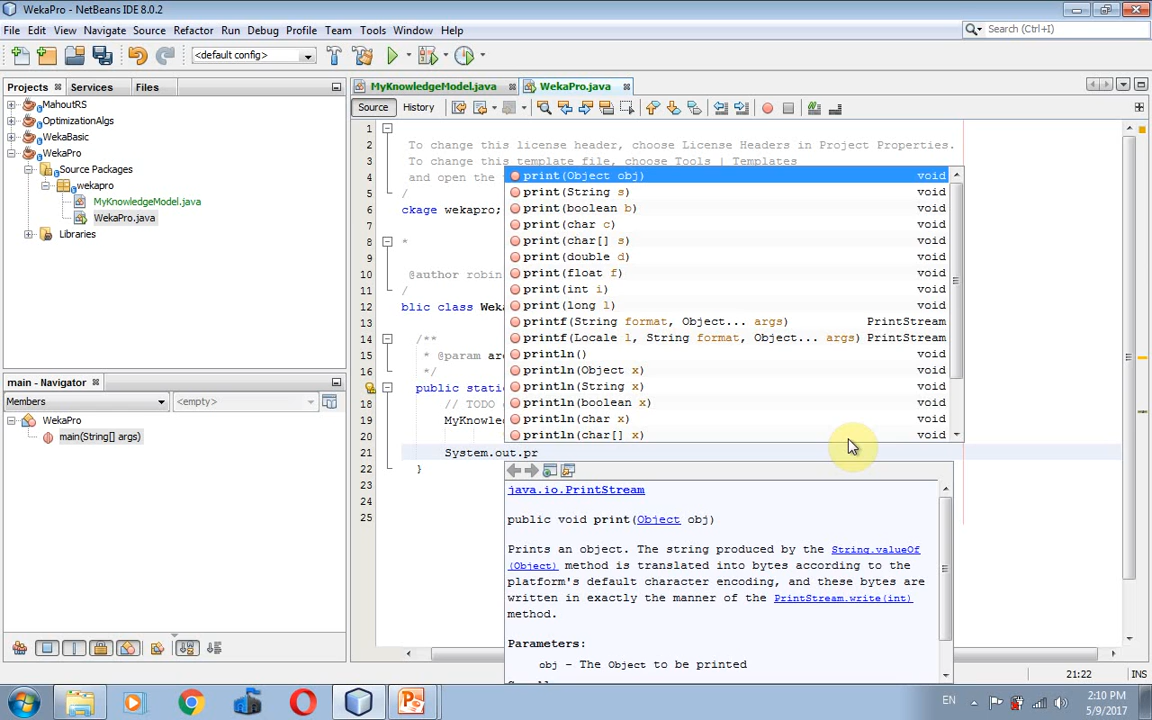 WekaPro - NetBeans IDE 8.0.2
File Edit View Navigate Source Refactor Run Debug Profile Team Tools Window Help
Search (Ctrl+I)
<default config>
Projects Services Files
MyKnowledgeModel.java WekaPro.java
Source History
MahoutRS
OptimizationAlgs
WekaBasic
WekaPro
Source Packages
wekapro
MyKnowledgeModel.java
WekaPro.java
Libraries
main - Navigator
Members <empty>
WekaPro
main(String[] args)
1
2 To change this license header, choose License Headers in Project Properties.
3 To change this template file, choose Tools | Templates
4 and open the
5 /
6 ckage wekapro;
7
8 *
9
10 @author robin
11 /
12 blic class Weka
13
14 /**
15 * @param ar
16 */
17 public stati
18 // TODO
19 MyKnowled
20
21 System.out.pr
22 }
23
24
25
print(Object obj) void
print(String s) void
print(boolean b) void
print(char c) void
print(char[] s) void
print(double d) void
print(float f) void
print(int i) void
print(long l) void
printf(String format, Object... args) PrintStream
printf(Locale l, String format, Object... args) PrintStream
println() void
println(Object x) void
println(String x) void
println(boolean x) void
println(char x) void
println(char[] x) void
java.io.PrintStream
public void print(Object obj)
Prints an object. The string produced by the String.valueOf
(Object) method is translated into bytes according to the
platform's default character encoding, and these bytes are
written in exactly the manner of the PrintStream.write(int)
method.
Parameters:
obj - The Object to be printed
21:22 INS
EN
2:10 PM
5/9/2017